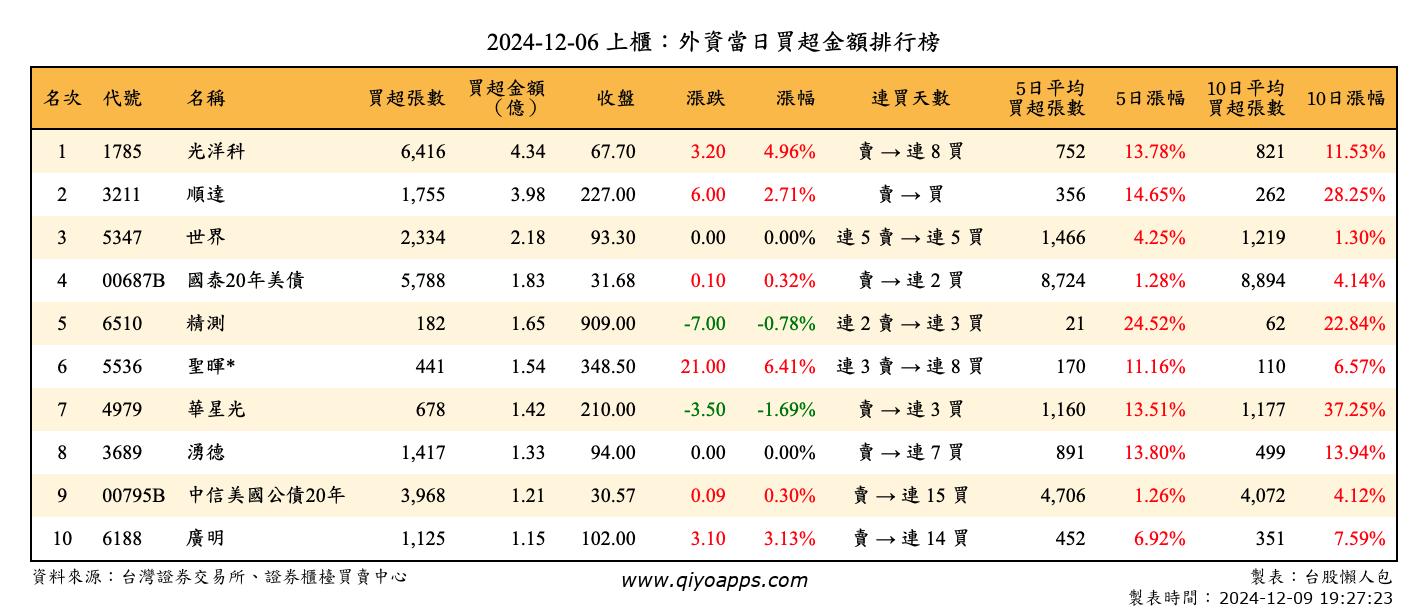 2024-12-06 上櫃：外資當日買超金額排行榜
名次 代號 名稱 買超張數 買超金額（億） 收盤 漲跌 漲幅 連買天數 5日平均買超張數 5日漲幅 10日平均買超張數 10日漲幅
1 1785 光洋科 6,416 4.34 67.70 3.20 4.96% 賣 → 連 8 買 752 13.78% 821 11.53%
2 3211 順達 1,755 3.98 227.00 6.00 2.71% 賣 → 買 356 14.65% 262 28.25%
3 5347 世界 2,334 2.18 93.30 0.00 0.00% 連 5 賣 → 連 5 買 1,466 4.25% 1,219 1.30%
4 00687B 國泰20年美債 5,788 1.83 31.68 0.10 0.32% 賣 → 連 2 買 8,724 1.28% 8,894 4.14%
5 6510 精測 182 1.65 909.00 -7.00 -0.78% 連 2 賣 → 連 3 買 21 24.52% 62 22.84%
6 5536 聖暉* 441 1.54 348.50 21.00 6.41% 連 3 賣 → 連 8 買 170 11.16% 110 6.57%
7 4979 華星光 678 1.42 210.00 -3.50 -1.69% 賣 → 連 3 買 1,160 13.51% 1,177 37.25%
8 3689 湧德 1,417 1.33 94.00 0.00 0.00% 賣 → 連 7 買 891 13.80% 499 13.94%
9 00795B 中信美國公債20年 3,968 1.21 30.57 0.09 0.30% 賣 → 連 15 買 4,706 1.26% 4,072 4.12%
10 6188 廣明 1,125 1.15 102.00 3.10 3.13% 賣 → 連 14 買 452 6.92% 351 7.59%
資料來源：台灣證券交易所、證券櫃檯買賣中心 www.qiyoapps.com 製表：台股懶人包
製表時間：2024-12-09 19:27:23